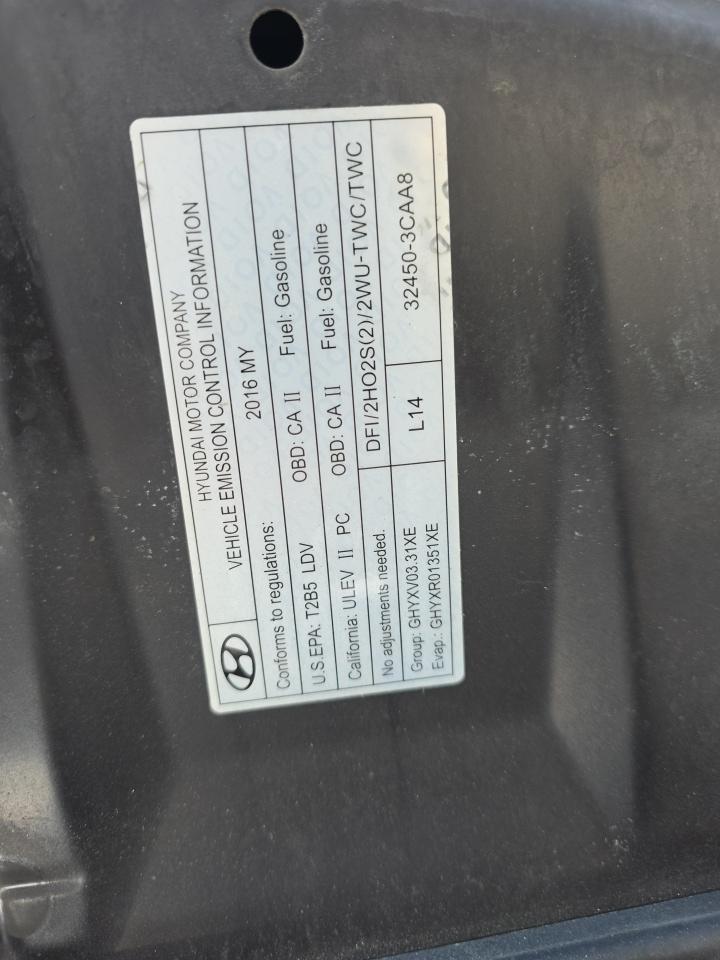 HYUNDAI MOTOR COMPANY
VEHICLE EMISSION CONTROL INFORMATION
2016 MY
Conforms to regulations:
U.S.EPA: T2B5 LDV OBD: CA II Fuel: Gasoline
California: ULEV II PC OBD: CA II Fuel: Gasoline
No adjustments needed. DFI/2HO2S(2)/2WU-TWC/TWC
Group: GHYXV03.31XE
Evap.: GHYXR01351XE
L14
32450-3CAA8